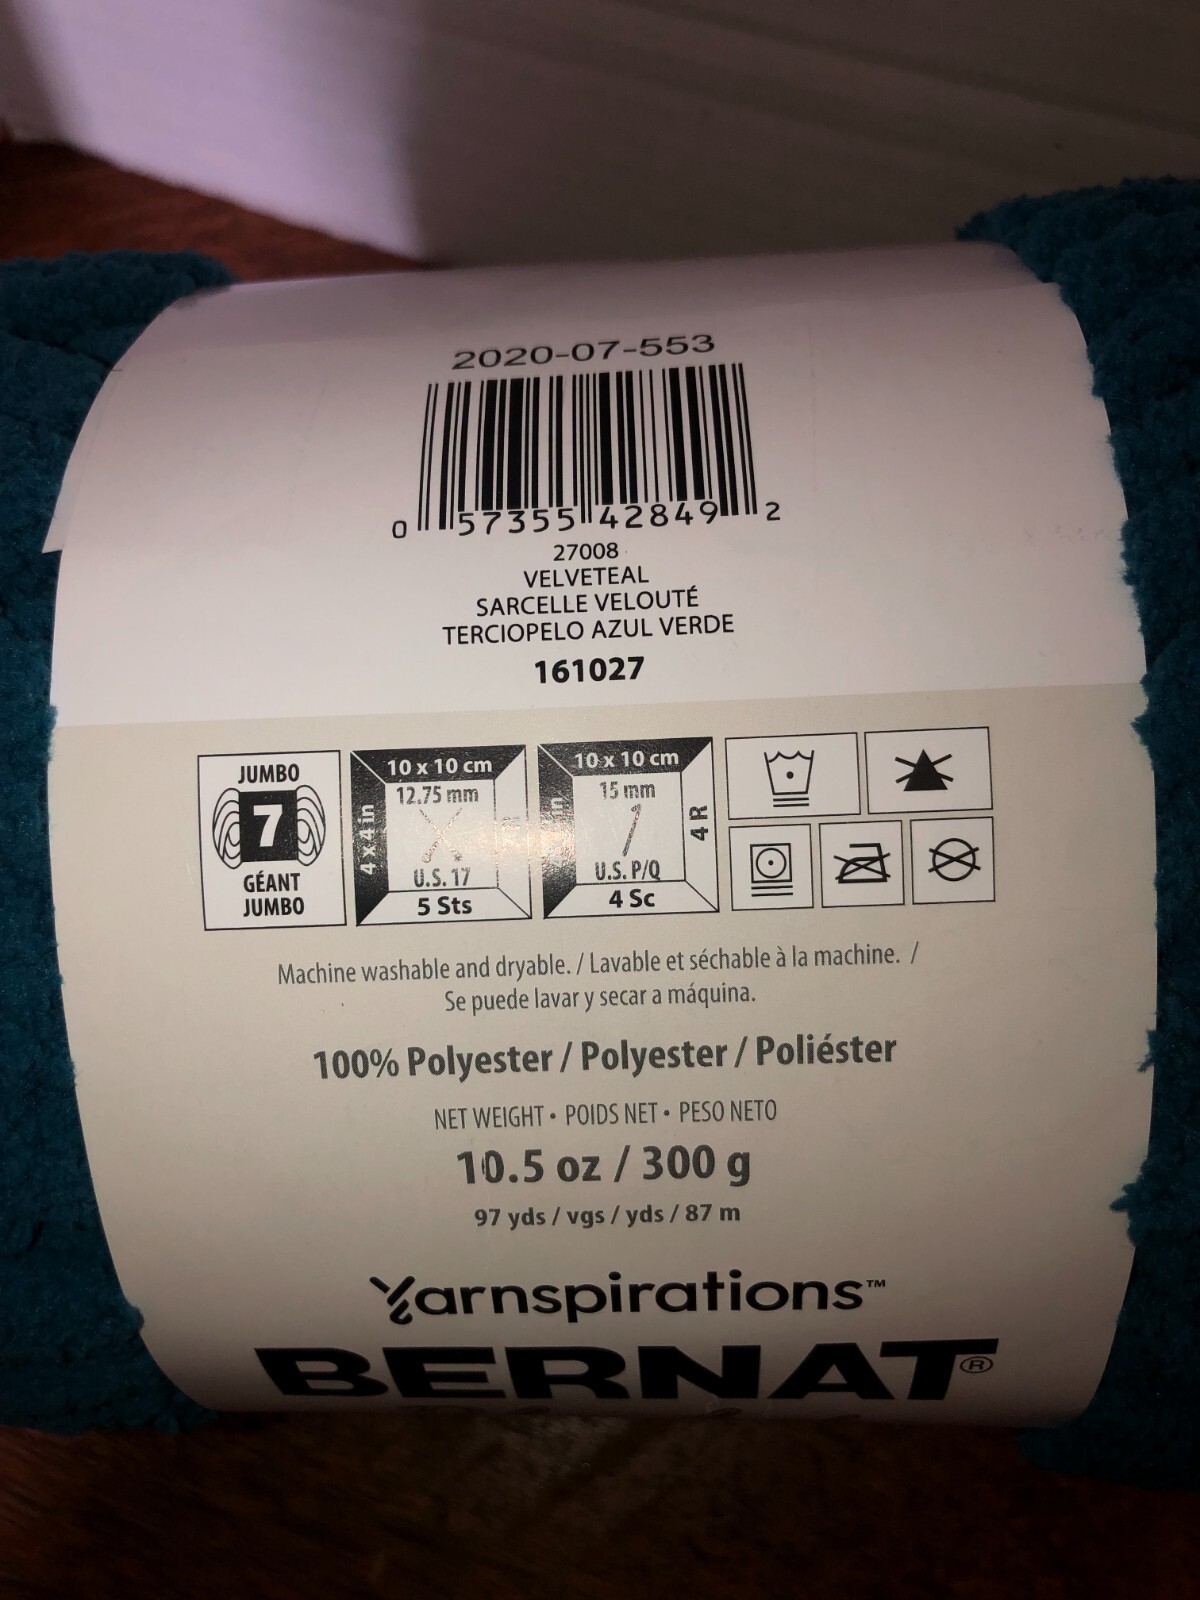 2020-07-553
0 57355 42849 2
27008
VELVETEAL
SARCELLE VELOUTÉ
TERCIOPELO AZUL VERDE
161027
JUMBO
7
GÉANT
JUMBO
10 x 10 cm
4 x 4 in
12.75 mm
U.S. 17
5 Sts
10 x 10 cm
in
15 mm
4 R
U.S. P/Q
4 Sc
Machine washable and dryable. / Lavable et séchable à la machine. /
Se puede lavar y secar a máquina.
100% Polyester / Polyester / Poliéster
NET WEIGHT • POIDS NET • PESO NETO
10.5 oz / 300 g
97 yds / vgs / yds / 87 m
Yarnspirations™
BERNAT®